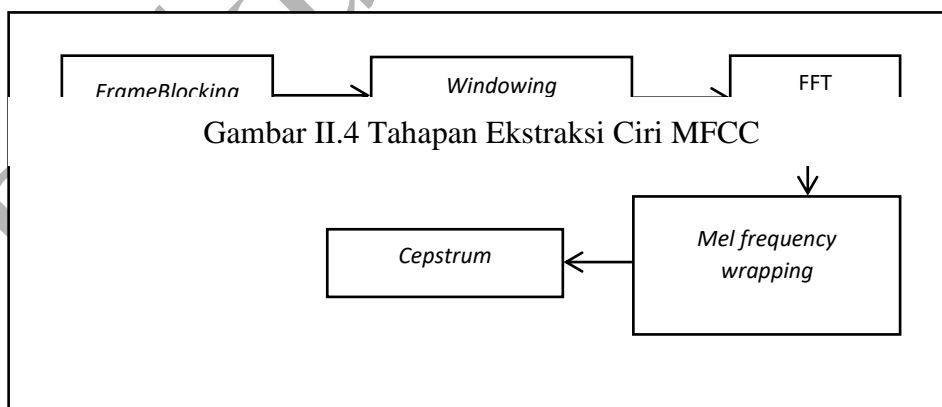 FrameBlocking
Windowing
FFT
Gambar II.4 Tahapan Ekstraksi Ciri MFCC
Mel frequency
wrapping
Cepstrum